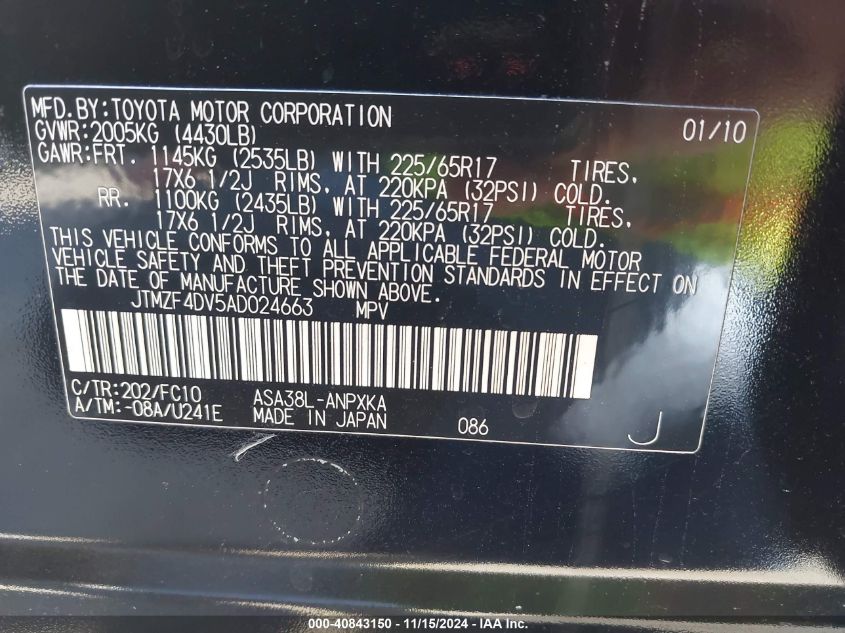 MFD.BY:TOYOTA MOTOR CORPORATION 01/10
GVWR:2005KG (4430LB)
GAWR:FRT. 1145KG (2535LB) WITH 225/65R17 TIRES,
17X6 1/2J RIMS, AT 220KPA (32PSI) COLD.
RR. 1100KG (2435LB) WITH 225/65R17 TIRES,
17X6 1/2J RIMS, AT 220KPA (32PSI) COLD.
THIS VEHICLE CONFORMS TO ALL APPLICABLE FEDERAL MOTOR
VEHICLE SAFETY AND THEFT PREVENTION STANDARDS IN EFFECT ON
THE DATE OF MANUFACTURE SHOWN ABOVE.
JTMZF4DV5AD024663 MPV
C/TR:202/FC10 ASA38L-ANPXKA
A/TM:-08A/U241E MADE IN JAPAN 086 J
000-40843150 - 11/15/2024 - IAA Inc.